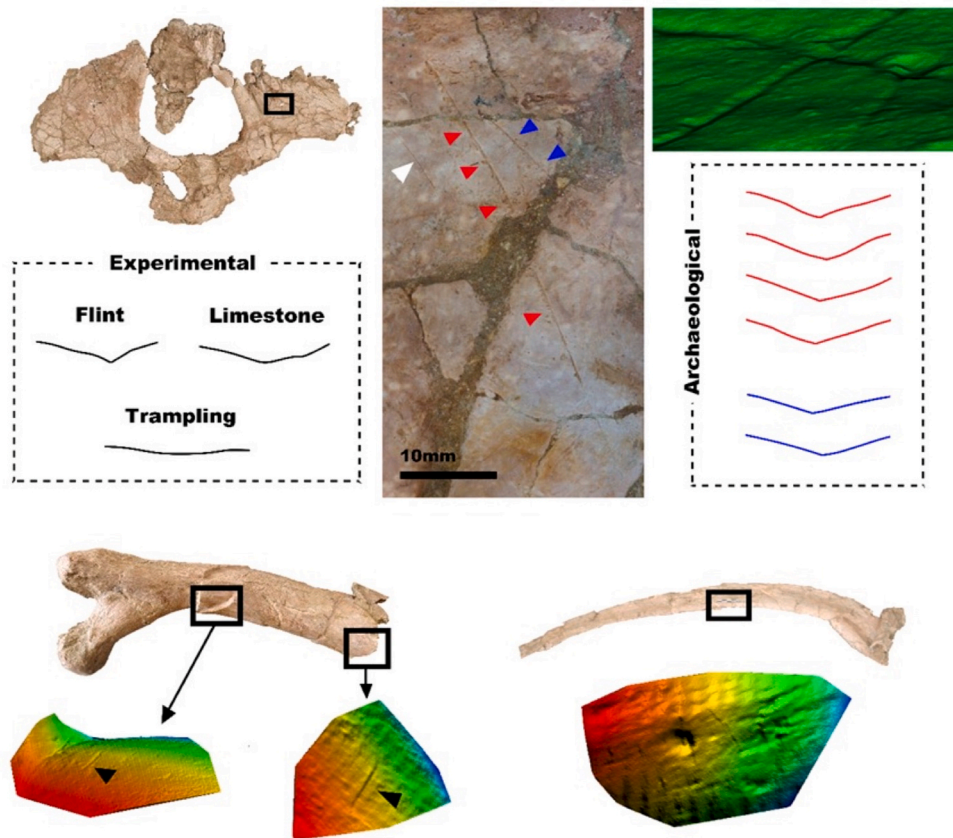 Experimental
Flint
Limestone
Trampling
10mm
Archaeological